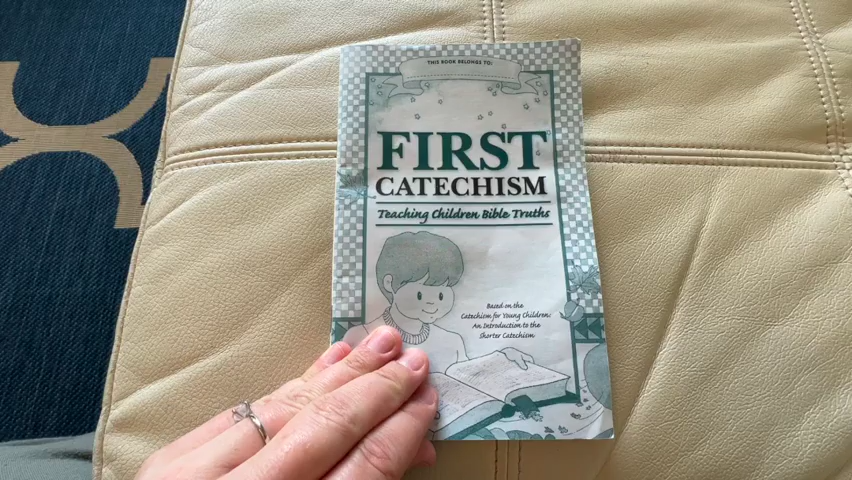 THIS BOOK BELONGS TO:
FIRST
CATECHISM
Teaching Children Bible Truths
Based on the
Catechism for Young Children:
An Introduction to the
Shorter Catechism